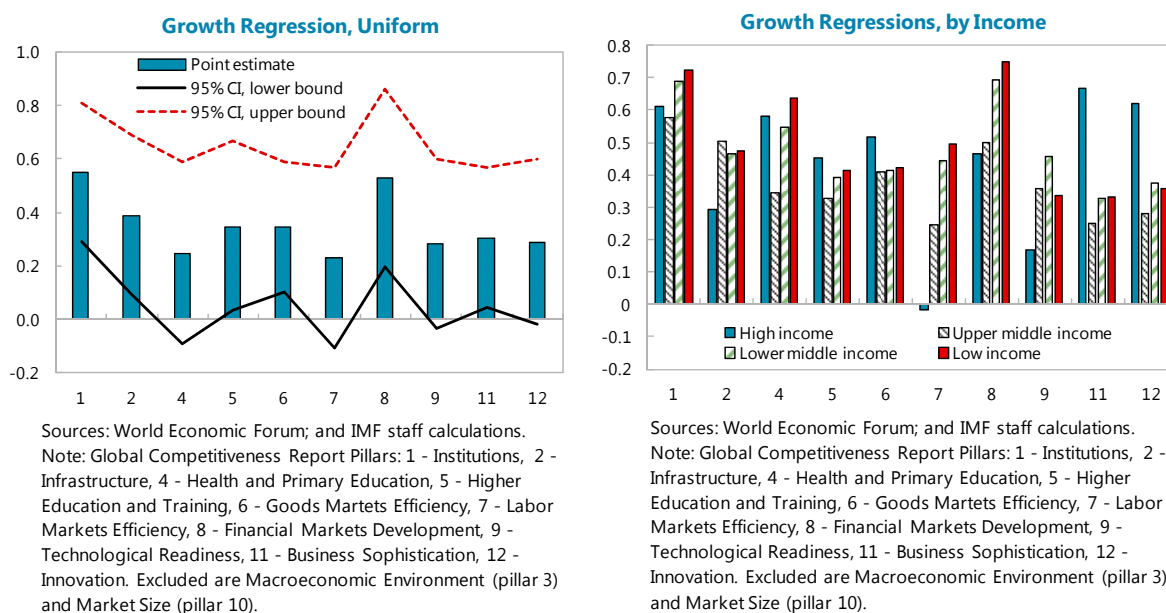 Growth Regression, Uniform
1.0
0.8
0.6
0.4
0.2
0.0
-0.2
Point estimate
95% CI, lower bound
95% CI, upper bound
1 2 4 5 6 7 8 9 11 12
Sources: World Economic Forum; and IMF staff calculations.
Note: Global Competitiveness Report Pillars: 1 - Institutions, 2 -
Infrastructure, 4 - Health and Primary Education, 5 - Higher
Education and Training, 6 - Goods Martets Efficiency, 7 - Labor
Markets Efficiency, 8 - Financial Markets Development, 9 -
Technological Readiness, 11 - Business Sophistication, 12 -
Innovation. Excluded are Macroeconomic Environment (pillar 3)
and Market Size (pillar 10).
Growth Regressions, by Income
0.8
0.7
0.6
0.5
0.4
0.3
0.2
0.1
0
-0.1
-0.2
High income
Upper middle income
Lower middle income
Low income
1 2 4 5 6 7 8 9 11 12
Sources: World Economic Forum; and IMF staff calculations.
Note: Global Competitiveness Report Pillars: 1 - Institutions, 2 -
Infrastructure, 4 - Health and Primary Education, 5 - Higher
Education and Training, 6 - Goods Martets Efficiency, 7 - Labor
Markets Efficiency, 8 - Financial Markets Development, 9 -
Technological Readiness, 11 - Business Sophistication, 12 -
Innovation. Excluded are Macroeconomic Environment (pillar 3)
and Market Size (pillar 10).